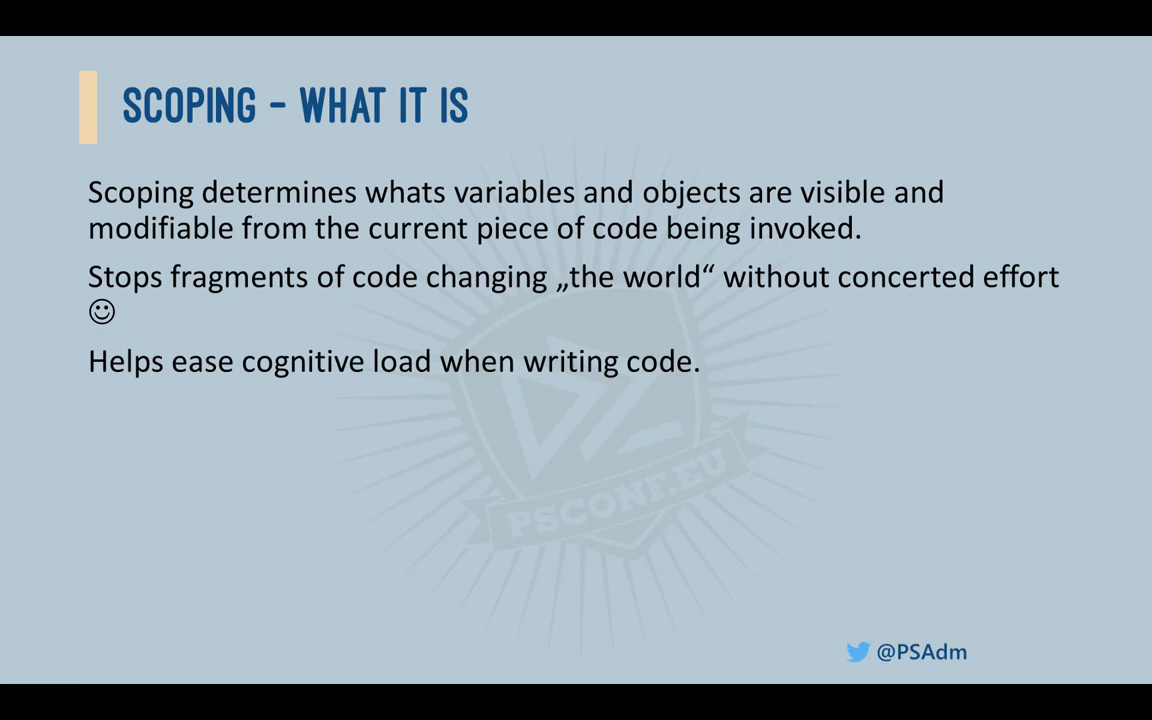 SCOPING - WHAT IT IS
Scoping determines whats variables and objects are visible and
modifiable from the current piece of code being invoked.
Stops fragments of code changing „the world“ without concerted effort
☺
Helps ease cognitive load when writing code.
PSCONF.EU
@PSAdm